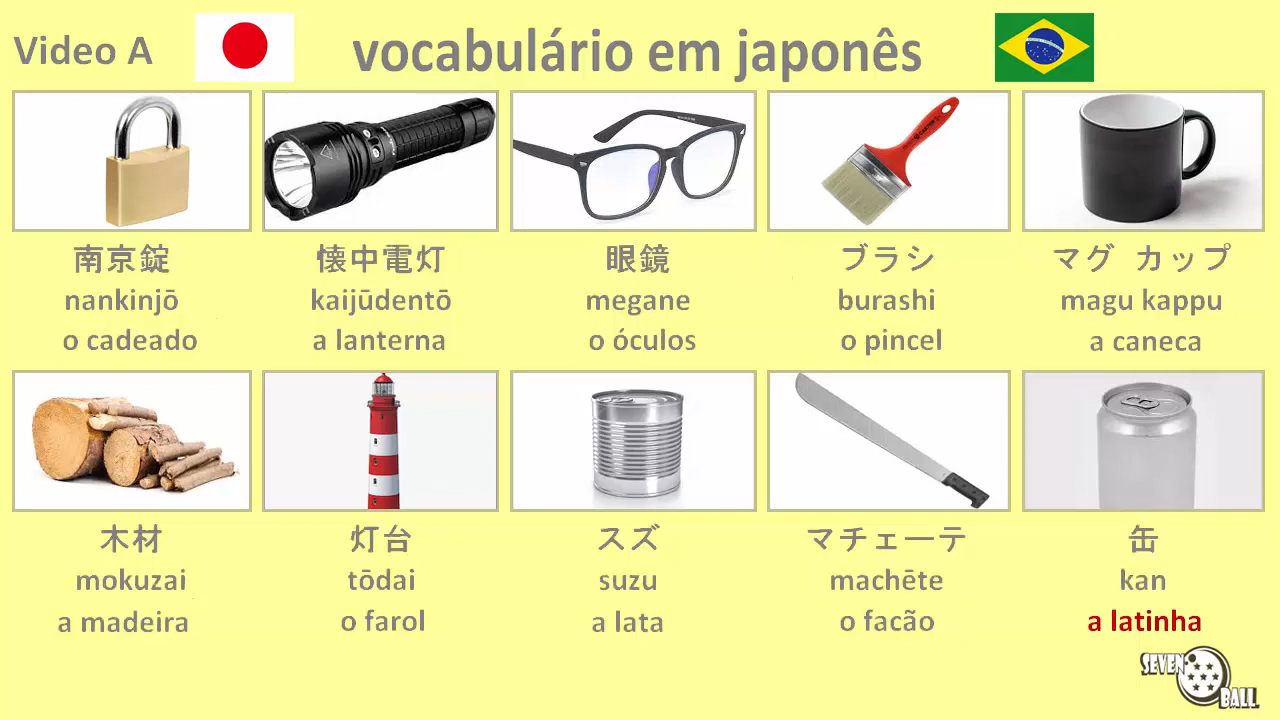 Video A
vocabulário em japonês
南京錠
nankinjō
o cadeado
懐中電灯
kaijūdentō
a lanterna
眼鏡
megane
o óculos
ブラシ
burashi
o pincel
マグ カップ
magu kappu
a caneca
木材
mokuzai
a madeira
灯台
tōdai
o farol
スズ
suzu
a lata
マチェーテ
machēte
o facão
缶
kan
a latinha
SEVEN
BALL